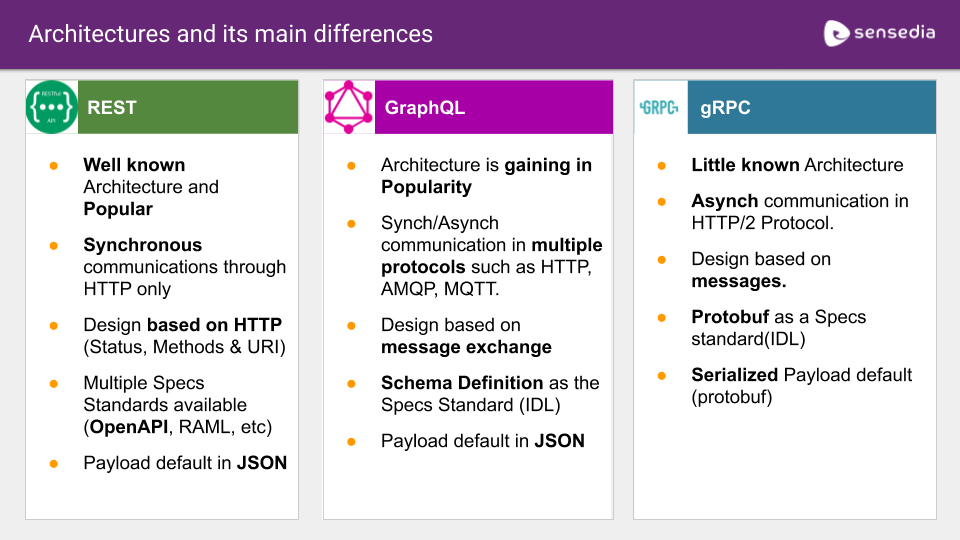 Architectures and its main differences
sensedia
RESTful
{•••}
API
REST
● Well known
Architecture and
Popular
● Synchronous
communications through
HTTP only
● Design based on HTTP
(Status, Methods & URI)
● Multiple Specs
Standards available
(OpenAPI, RAML, etc)
● Payload default in JSON
GraphQL
● Architecture is gaining in
Popularity
● Synch/Asynch
communication in multiple
protocols such as HTTP,
AMQP, MQTT.
● Design based on
message exchange
● Schema Definition as the
Specs Standard (IDL)
● Payload default in JSON
GRPC
gRPC
● Little known Architecture
● Asynch communication in
HTTP/2 Protocol.
● Design based on
messages.
● Protobuf as a Specs
standard(IDL)
● Serialized Payload default
(protobuf)